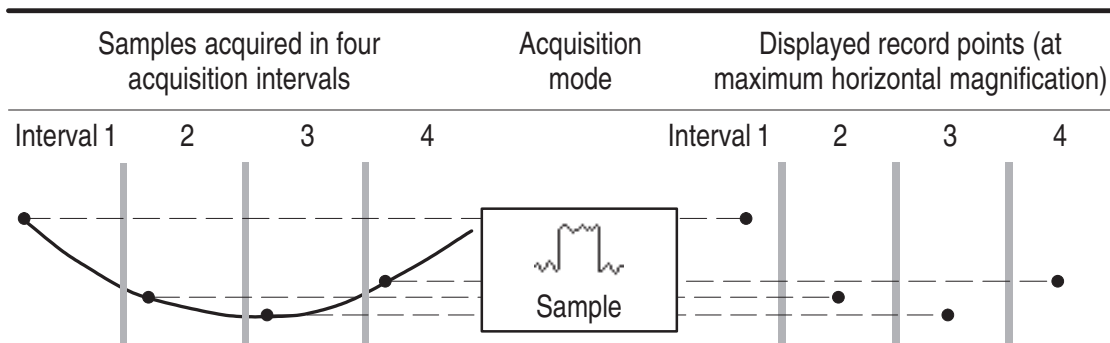 Samples acquired in four
acquisition intervals
Acquisition
mode
Displayed record points (at
maximum horizontal magnification)
Interval 1 2 3 4
Interval 1 2 3 4
Sample